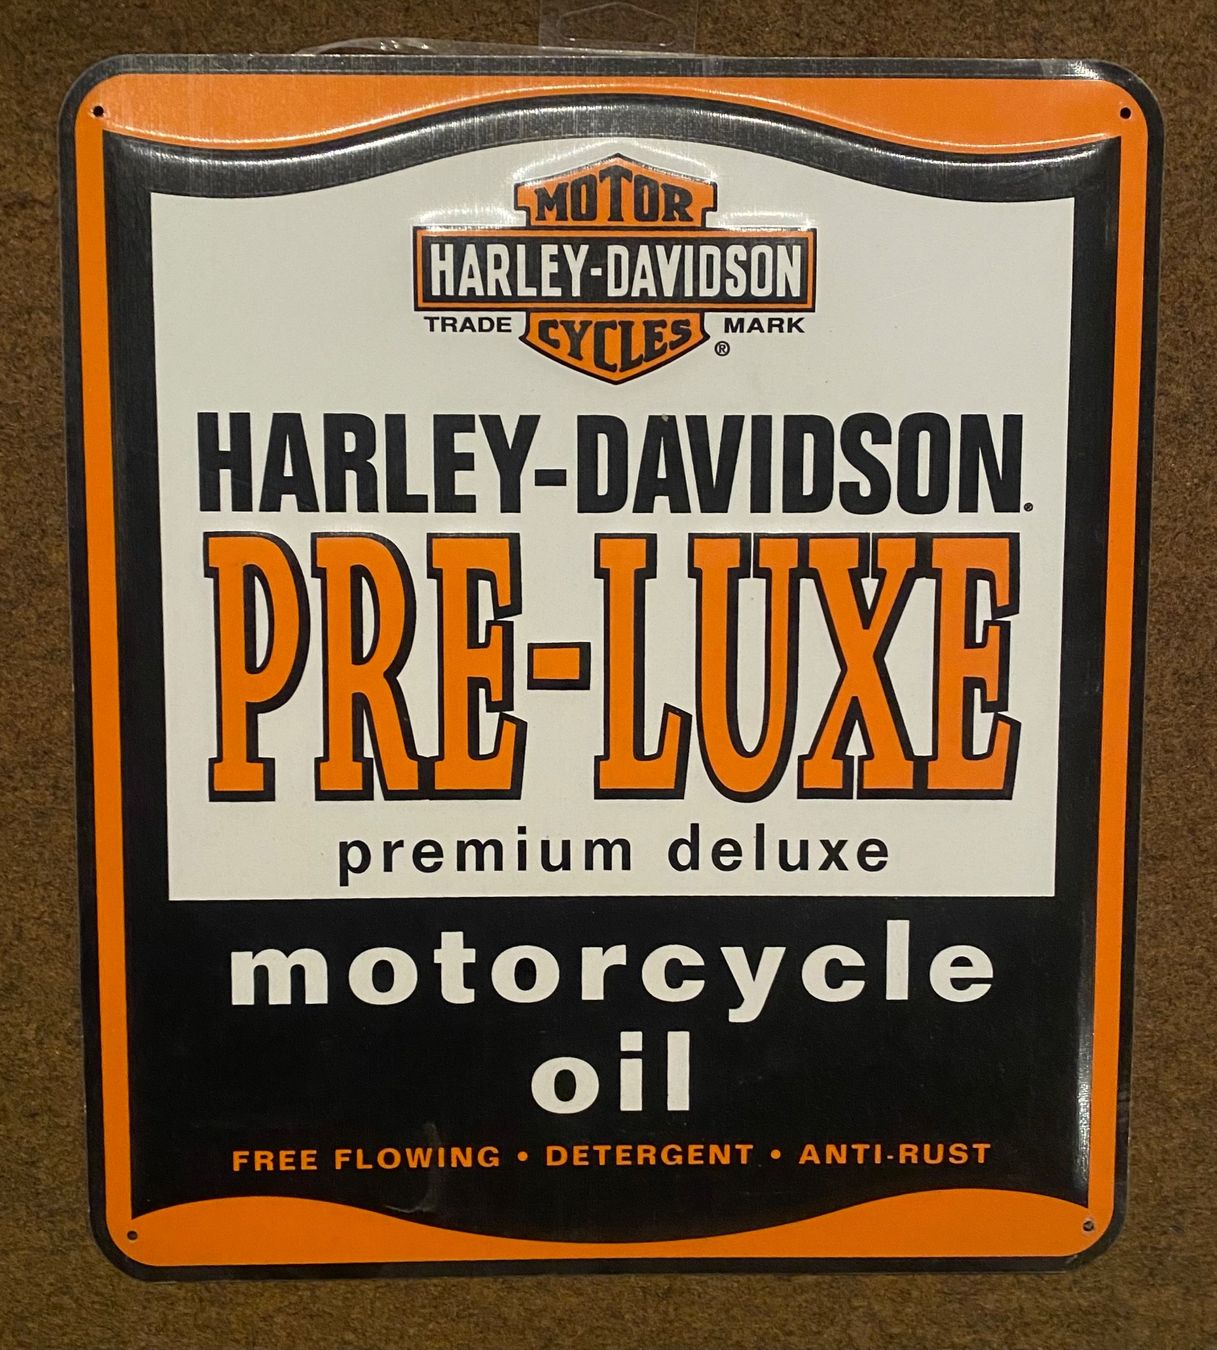 MOTOR
HARLEY-DAVIDSON
TRADE CYCLES MARK
®
HARLEY-DAVIDSON®
PRE-LUXE
premium deluxe
motorcycle
oil
FREE FLOWING • DETERGENT • ANTI-RUST